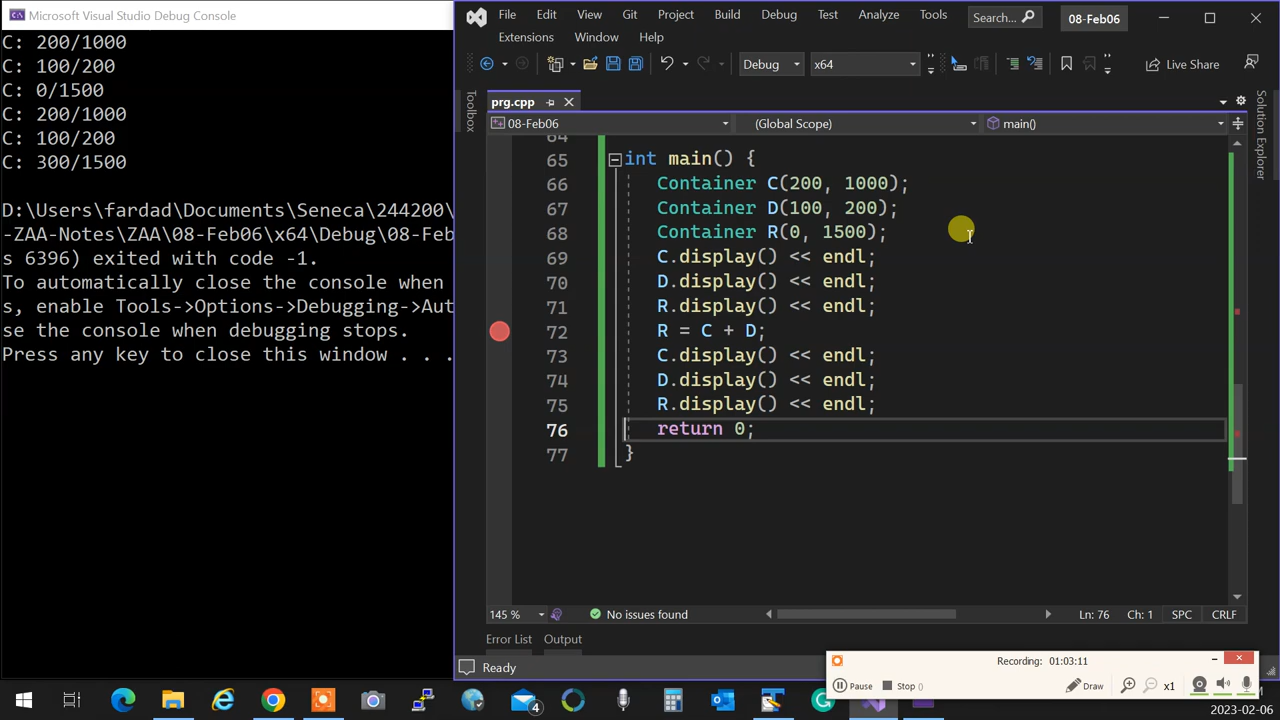 Microsoft Visual Studio Debug Console
C: 200/1000
C: 100/200
C: 0/1500
C: 200/1000
C: 100/200
C: 300/1500
D:\Users\fardad\Documents\Seneca\244200\
-ZAA-Notes\ZAA\08-Feb06\x64\Debug\08-Feb
s 6396) exited with code -1.
To automatically close the console when
s, enable Tools->Options->Debugging->Aut
se the console when debugging stops.
Press any key to close this window . . .
File Edit View Git Project Build Debug Test Analyze Tools
Extensions Window Help
Search...
08-Feb06
Debug
x64
Live Share
Toolbox
prg.cpp
08-Feb06
(Global Scope)
main()
Solution Explorer
64
65 int main() {
66 Container C(200, 1000);
67 Container D(100, 200);
68 Container R(0, 1500);
69 C.display() << endl;
70 D.display() << endl;
71 R.display() << endl;
72 R = C + D;
73 C.display() << endl;
74 D.display() << endl;
75 R.display() << endl;
76 return 0;
77 }
145 %
No issues found
Ln: 76 Ch: 1 SPC CRLF
Error List Output
Ready
Recording: 01:03:11
Pause
Stop
Draw
x1
4
2023-02-06